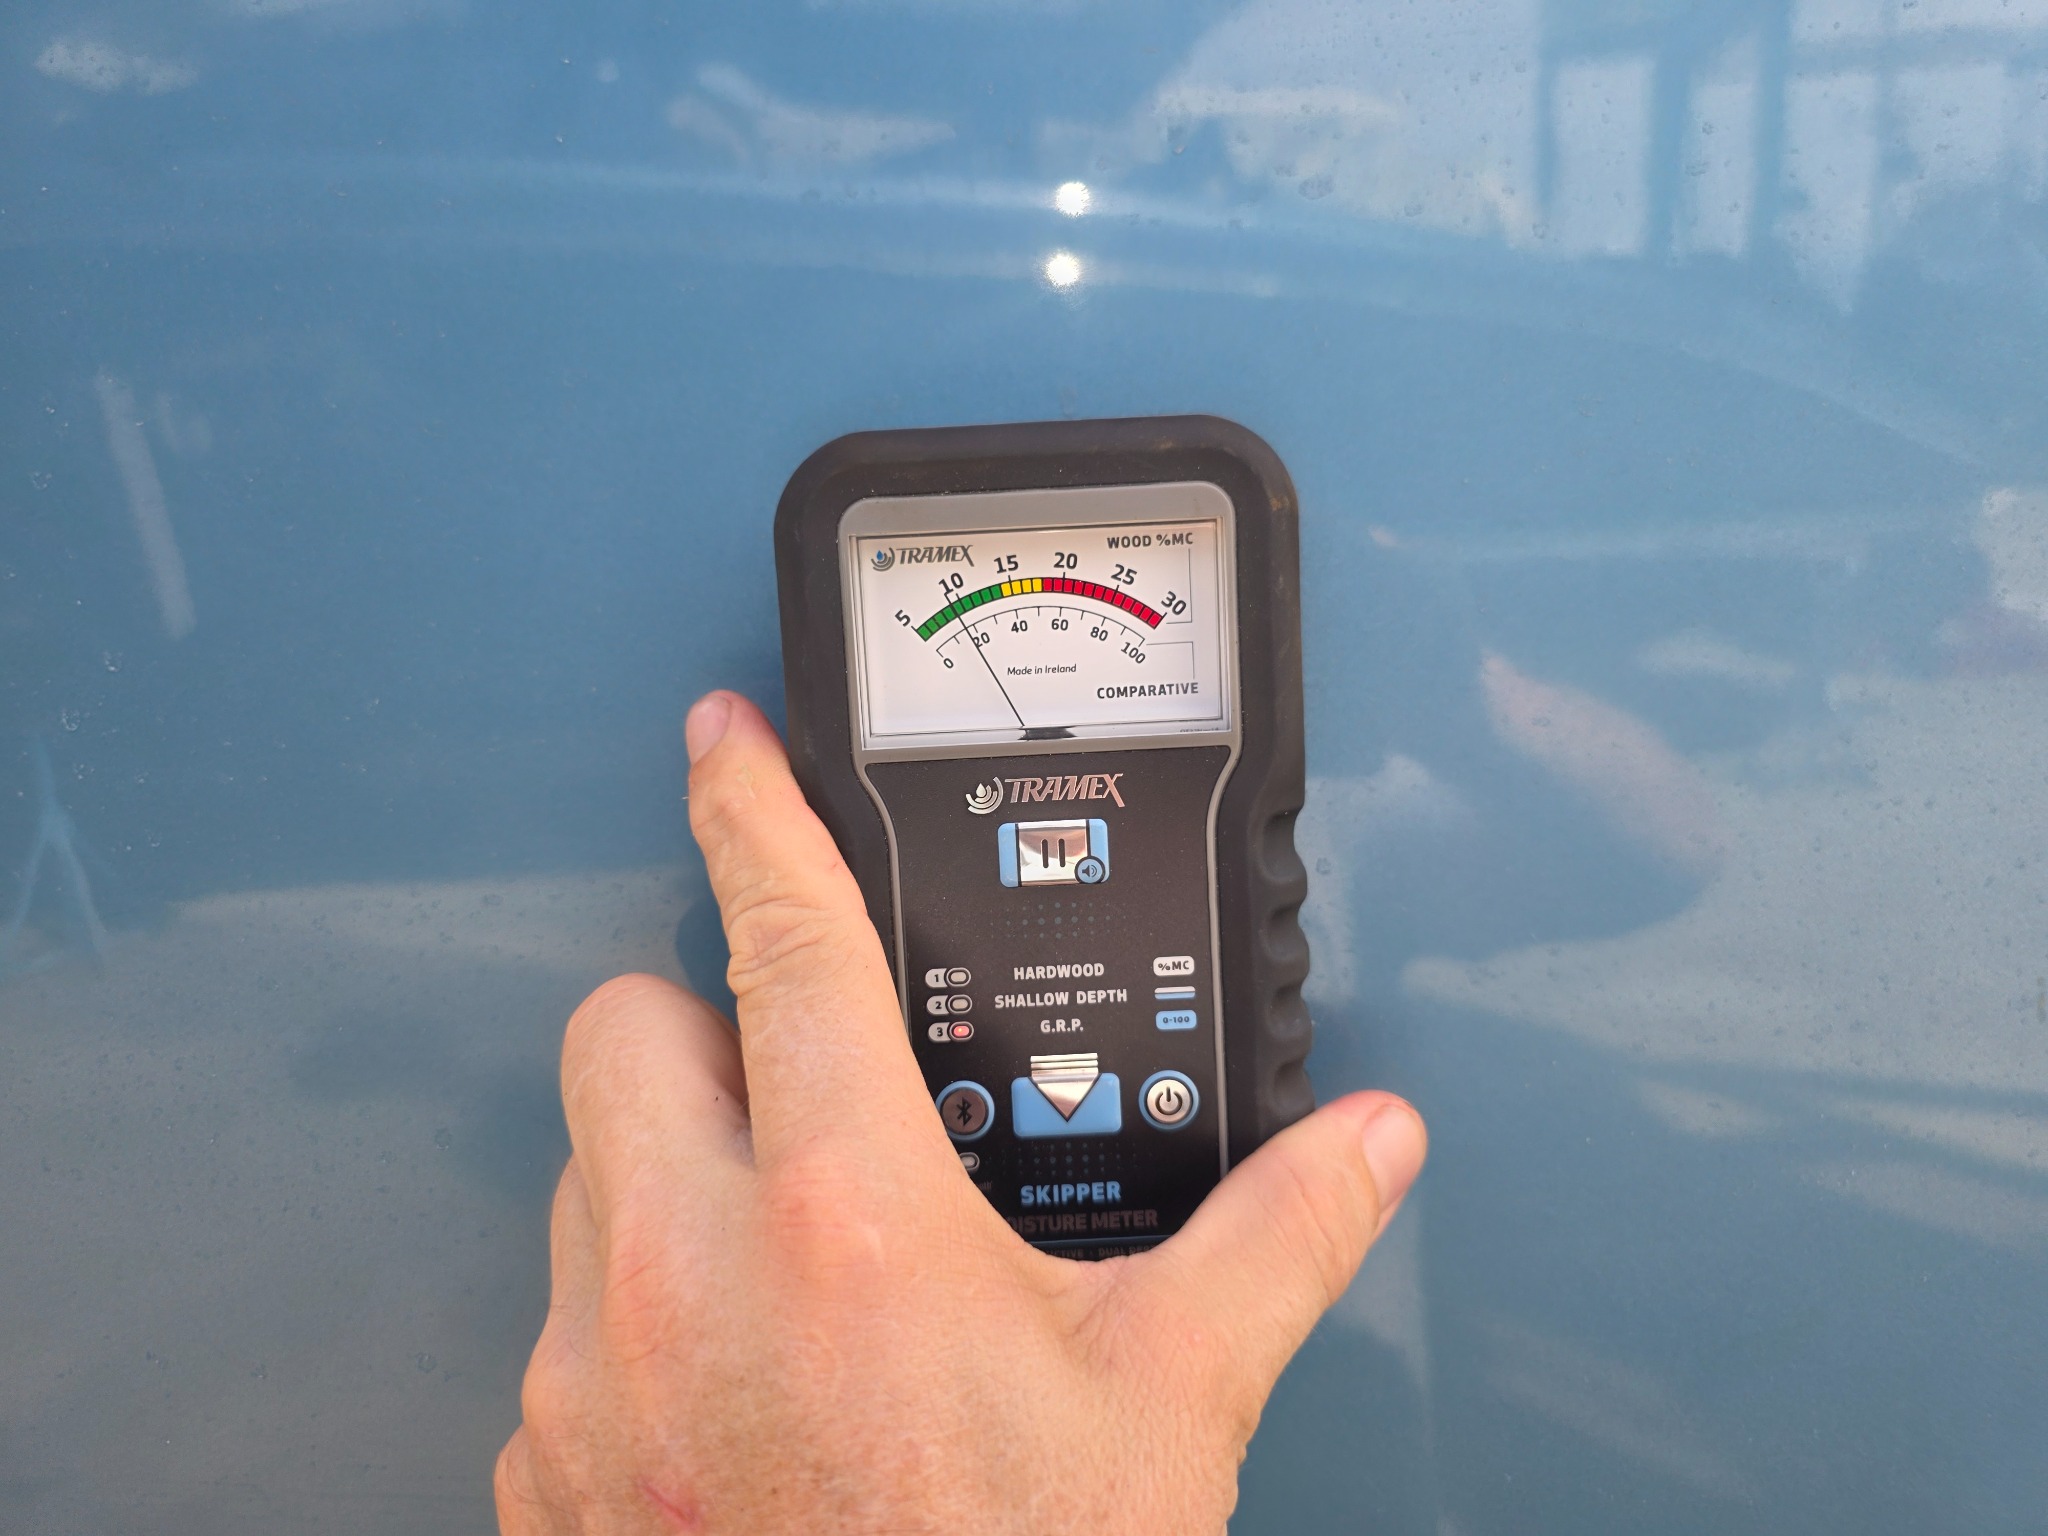 TRAMEX
WOOD %MC
5 10 15 20 25 30
0 20 40 60 80 100
Made in Ireland
COMPARATIVE
TRAMEX
1 HARDWOOD %MC
2 SHALLOW DEPTH
3 G.R.P. 0-100
SKIPPER
METER